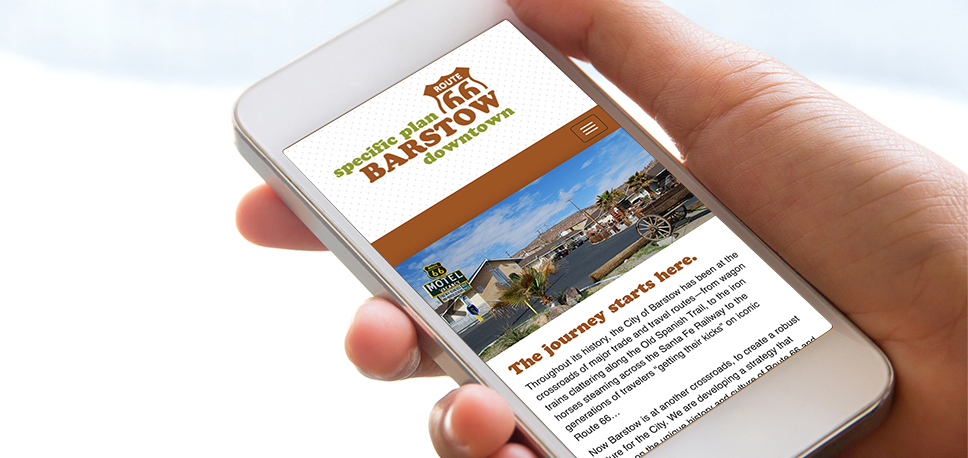 ROUTE
66
specific plan
BARSTOW
downtown
ROUTE
66
MOTEL
The journey starts here.
Throughout its history, the City of Barstow has been at the
crossroads of major trade and travel routes—from wagon
trains clattering along the Old Spanish Trail, to the iron
horses steaming across the Santa Fe Railway to the
generations of travelers “getting their kicks” on iconic
Route 66…
Now Barstow is at another crossroads, to create a robust
for the City. We are developing a strategy that
on the unique history and culture of Route 66 and